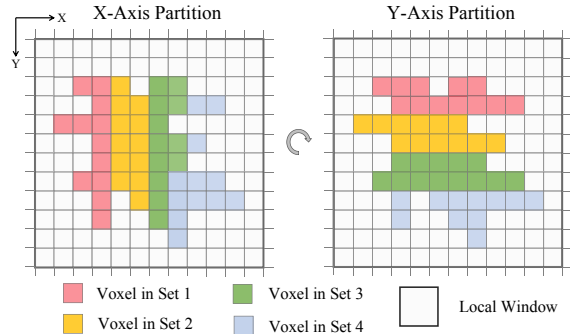 X-Axis Partition
Y-Axis Partition
X
Y
Voxel in Set 1
Voxel in Set 3
Voxel in Set 2
Voxel in Set 4
Local Window